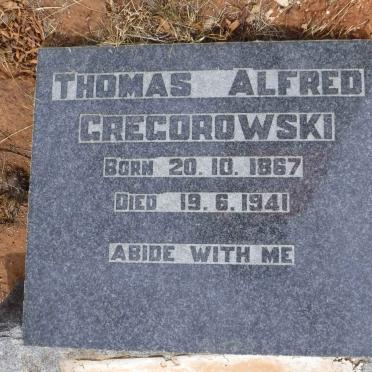 THOMAS ALFRED
GREGOROWSKI
BORN 20.10.1867
DIED 19.6.1941
ABIDE WITH ME